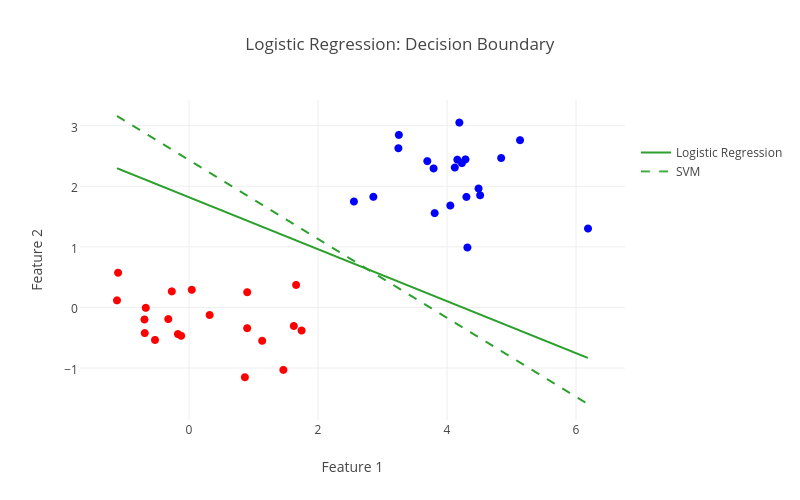 Logistic Regression: Decision Boundary
Logistic Regression
SVM
3
2
1
0
−1
Feature 2
0
2
4
6
Feature 1